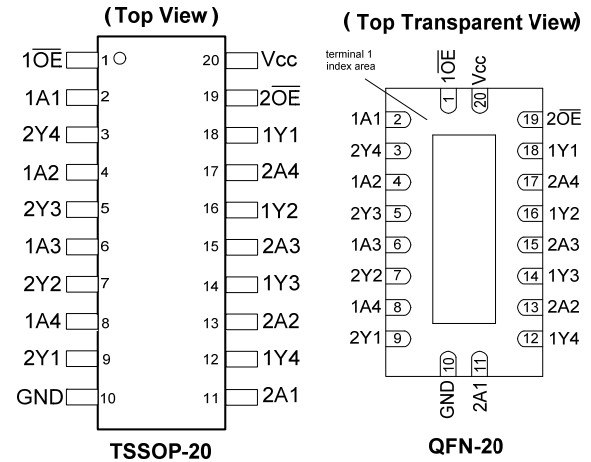 (Top View)
1O̅E̅ 1 20 Vcc
1A1 2 19 2O̅E̅
2Y4 3 18 1Y1
1A2 4 17 2A4
2Y3 5 16 1Y2
1A3 6 15 2A3
2Y2 7 14 1Y3
1A4 8 13 2A2
2Y1 9 12 1Y4
GND 10 11 2A1
TSSOP-20
(Top Transparent View)
terminal 1
index area
1O̅E̅ Vcc
1 20
1A1 2 19 2O̅E̅
2Y4 3 18 1Y1
1A2 4 17 2A4
2Y3 5 16 1Y2
1A3 6 15 2A3
2Y2 7 14 1Y3
1A4 8 13 2A2
2Y1 9 12 1Y4
10 11
GND 2A1
QFN-20